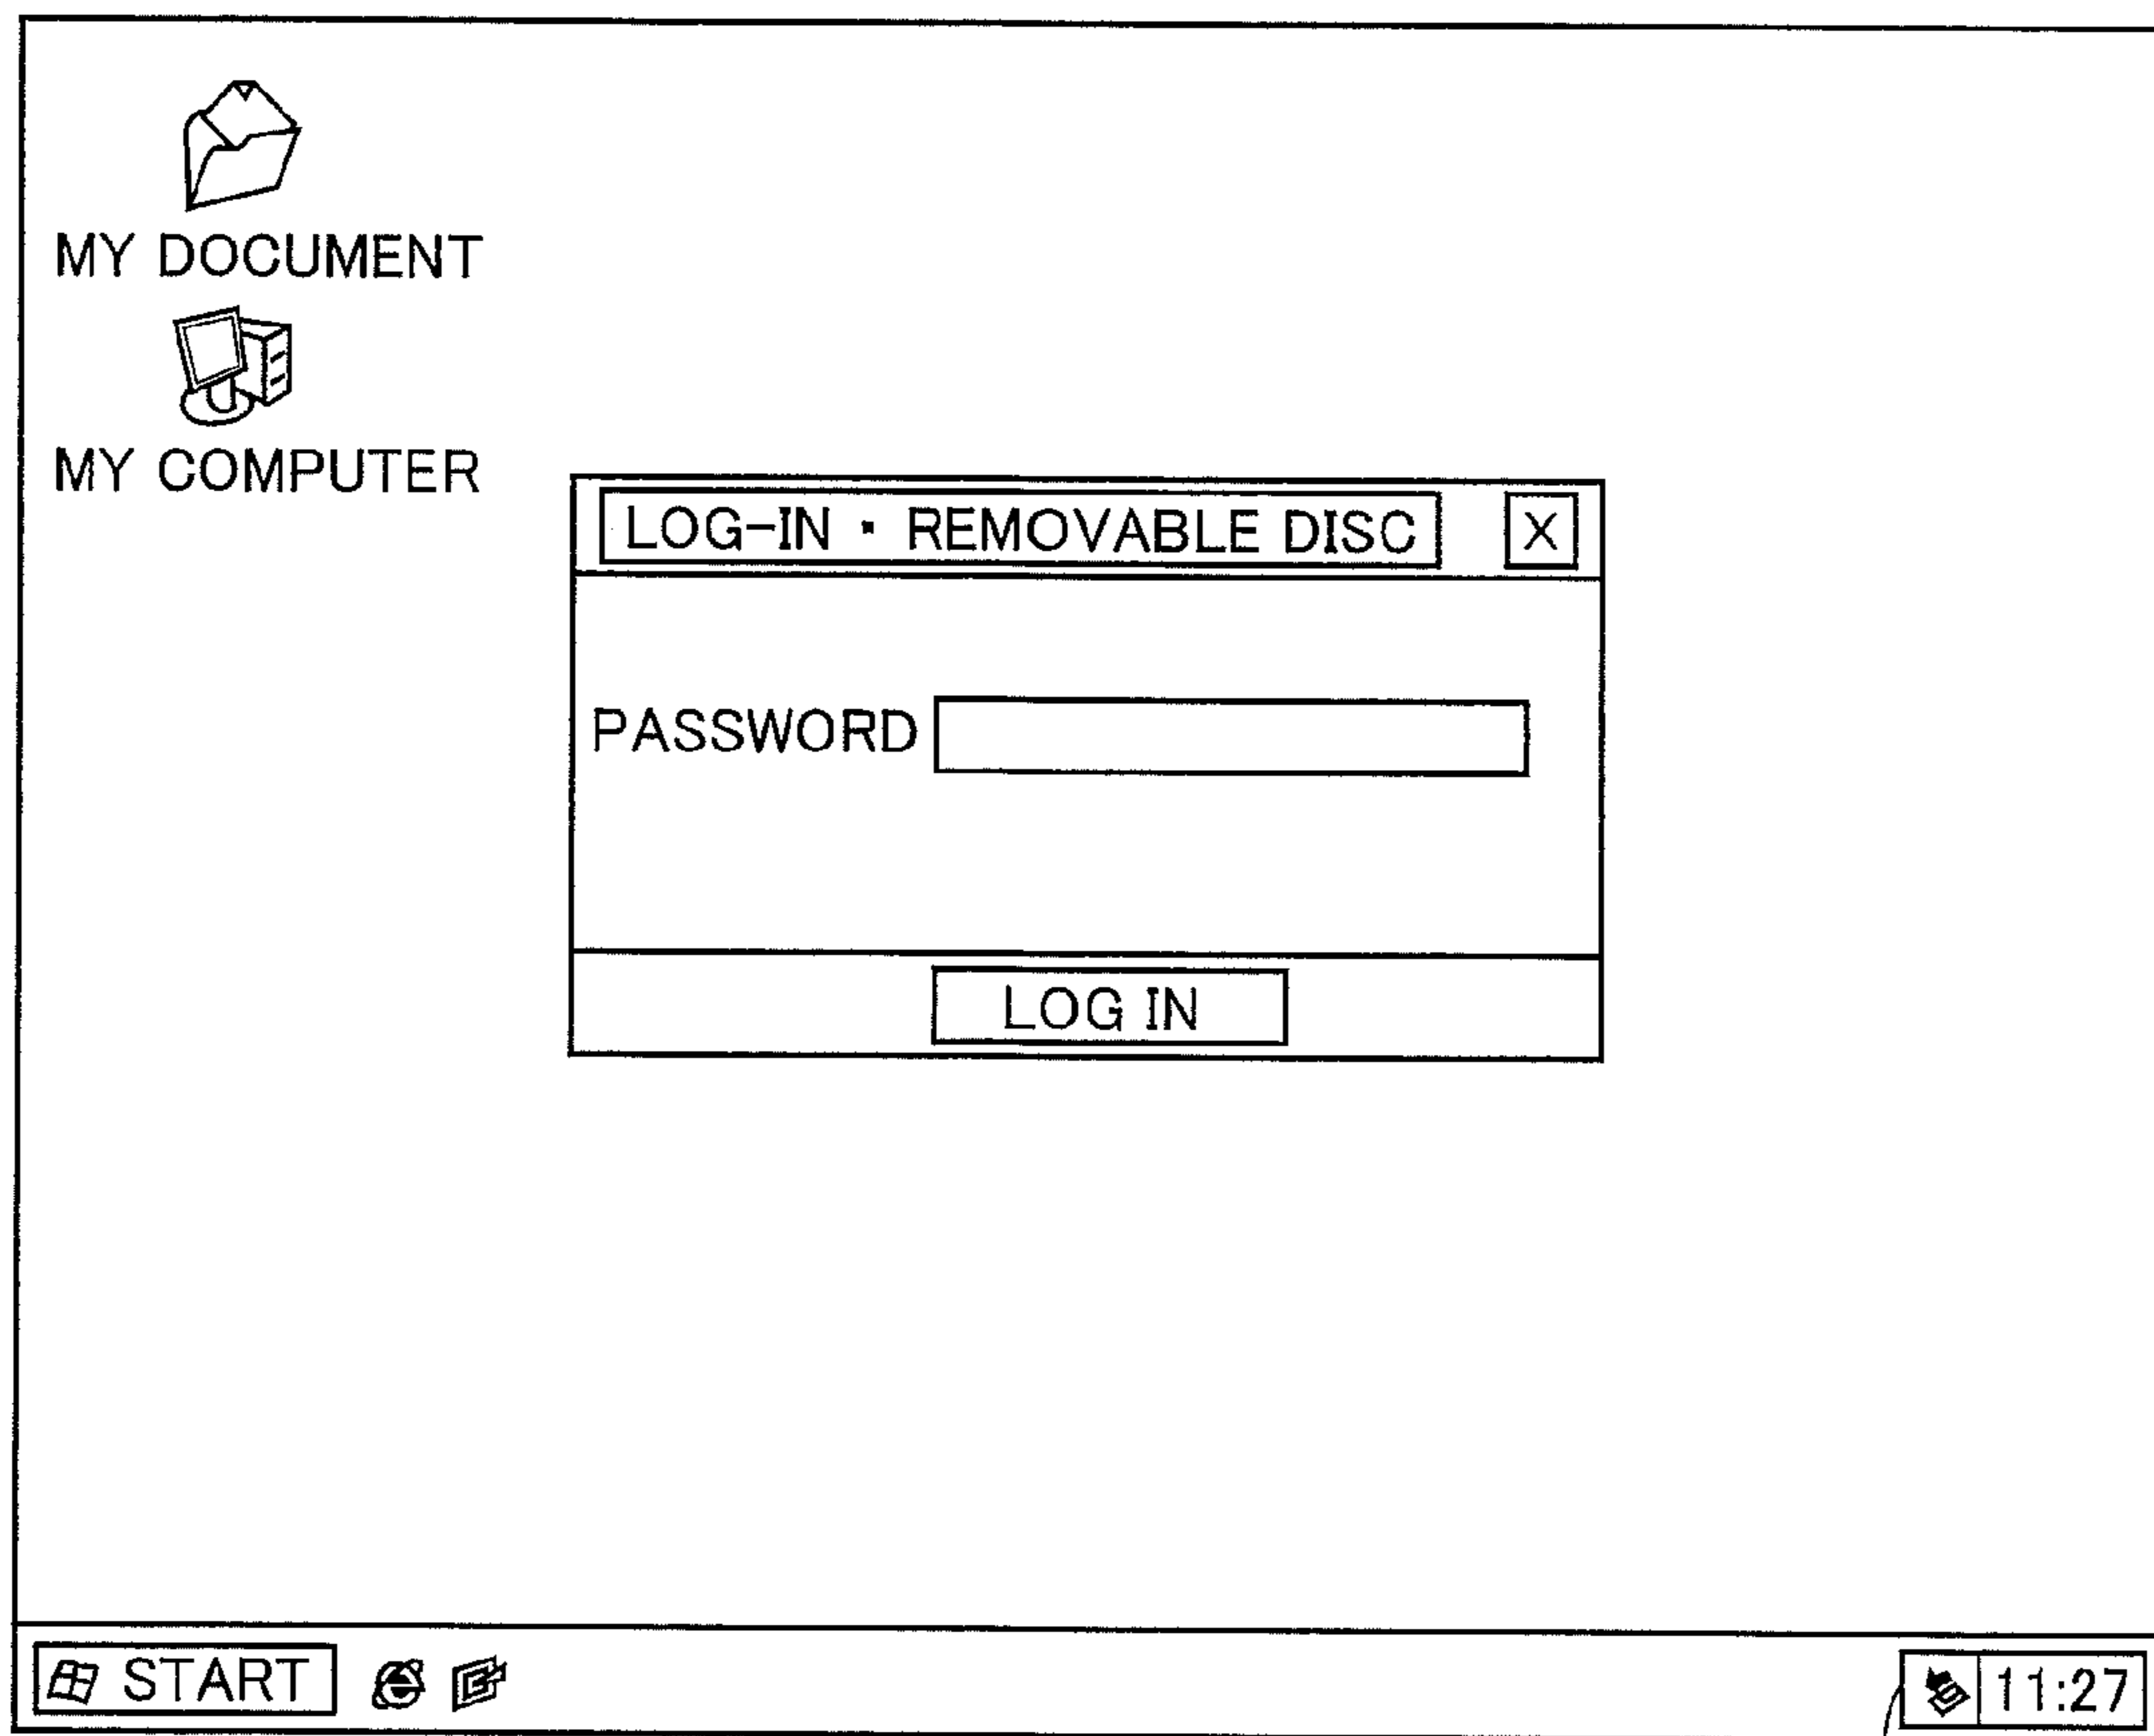 MY DOCUMENT
MY COMPUTER
LOG-IN・REMOVABLE DISC X
PASSWORD
LOG IN
START 11:27